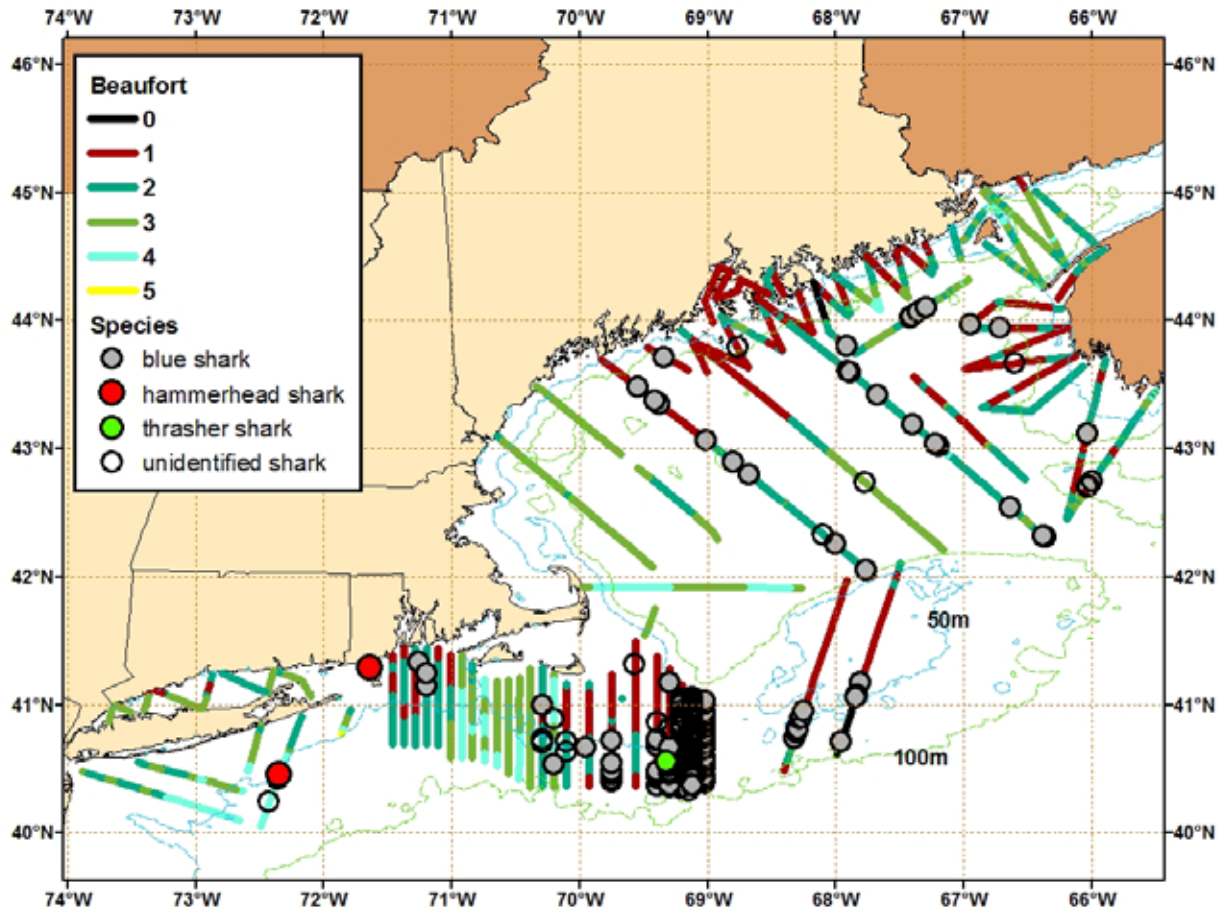 74°W 73°W 72°W 71°W 70°W 69°W 68°W 67°W 66°W
46°N 46°N
Beaufort
0
1
2
3
4
5
Species
blue shark
hammerhead shark
thrasher shark
unidentified shark
45°N 45°N
44°N 44°N
43°N 43°N
42°N 42°N
50m
41°N 41°N
100m
40°N 40°N
74°W 73°W 72°W 71°W 70°W 69°W 68°W 67°W 66°W